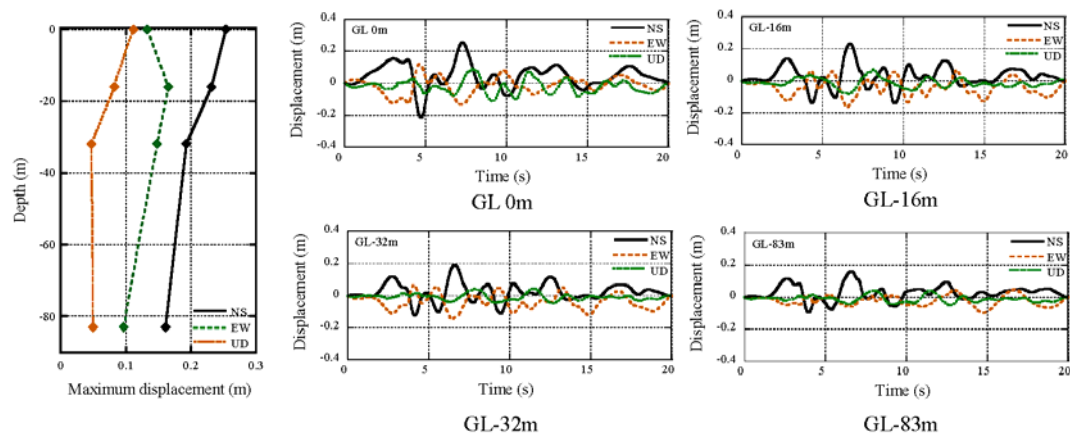 0
-20
-40
-60
-80
Depth (m)
NS
EW
UD
0
0.1
0.2
0.3
Maximum displacement (m)
0.4
0.2
0
-0.2
-0.4
Displacement (m)
GL 0m
NS
EW
UD
0
5
10
15
20
Time (s)
GL 0m
0.4
0.2
0
-0.2
-0.4
Displacement (m)
GL-16m
NS
EW
UD
0
5
10
15
20
Time (s)
GL-16m
0.4
0.2
0
-0.2
-0.4
Displacement (m)
GL-32m
NS
EW
UD
0
5
10
15
20
Time (s)
GL-32m
0.4
0.2
0
-0.2
-0.4
Displacement (m)
GL-83m
NS
EW
UD
0
5
10
15
20
Time (s)
GL-83m